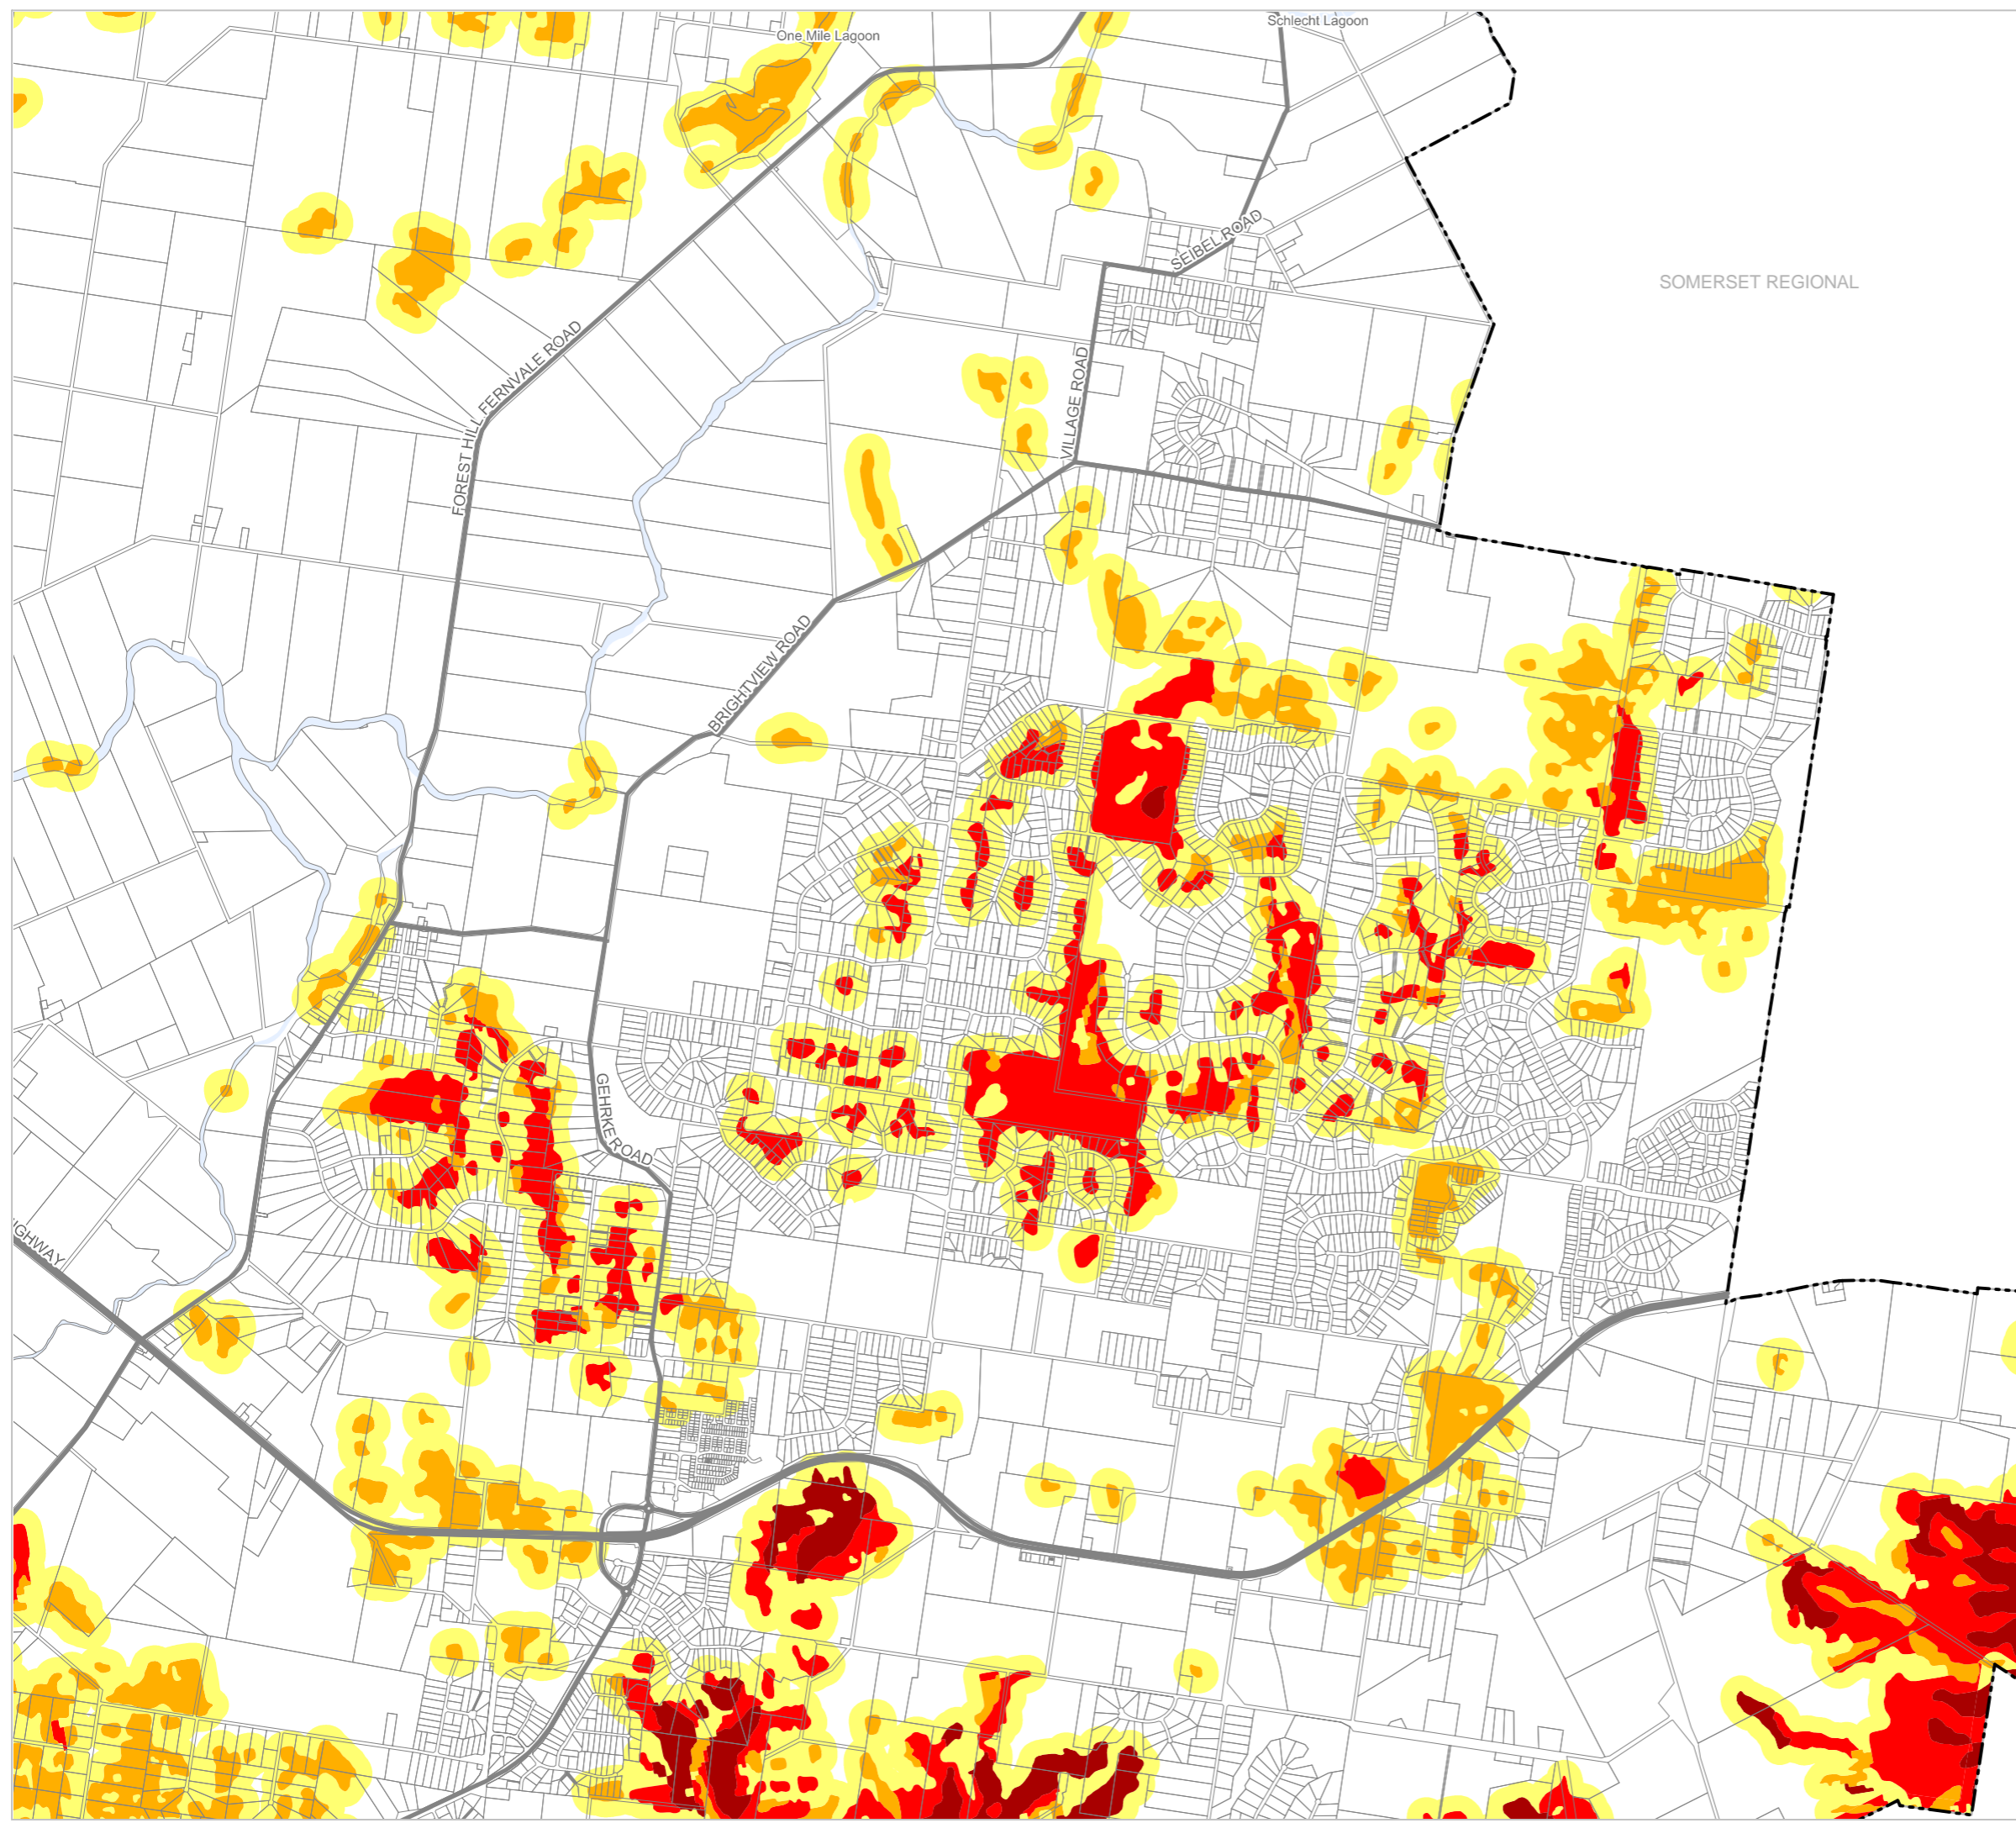 Schlecht Lagoon
One Mile Lagoon
SEIBEL ROAD
SOMERSET REGIONAL
FOREST HILL FERNVALE ROAD
VILLAGE ROAD
BRIGHTVIEW ROAD
GEHRKE ROAD
IGHWAY